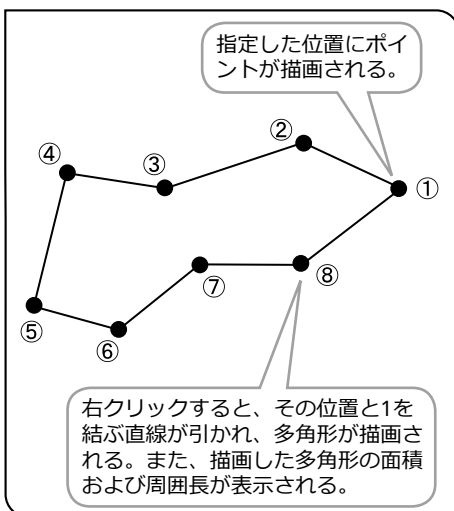 指定した位置にポイ
ントが描画される。
②
④
③
①
⑦
⑧
⑤
⑥
右クリックすると、その位置と1を
結ぶ直線が引かれ、多角形が描画さ
れる。また、描画した多角形の面積
および周囲長が表示される。